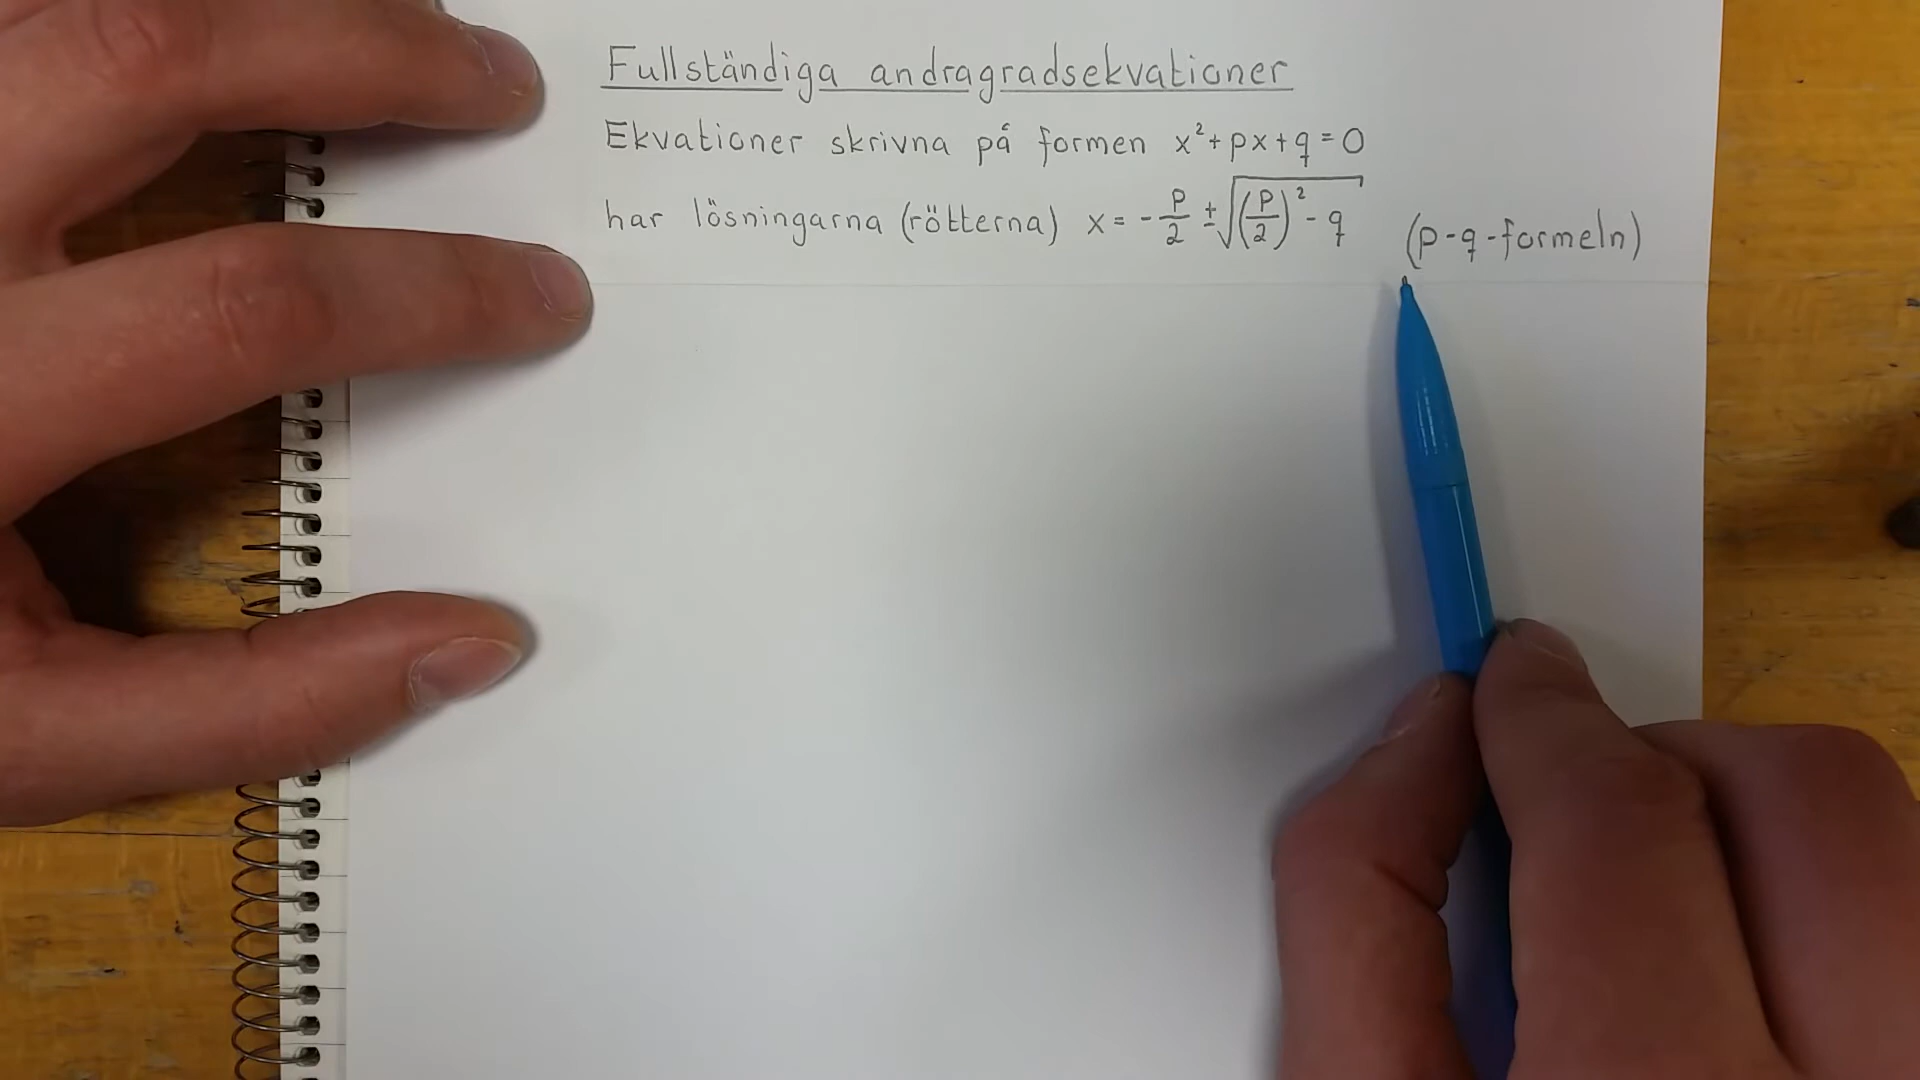 Fullständiga andragradsekvationer
Ekvationer skrivna på formen x²+px+q=0
har lösningarna (rötterna) x = -p/2 ± √((p/2)² - q) (p-q-formeln)